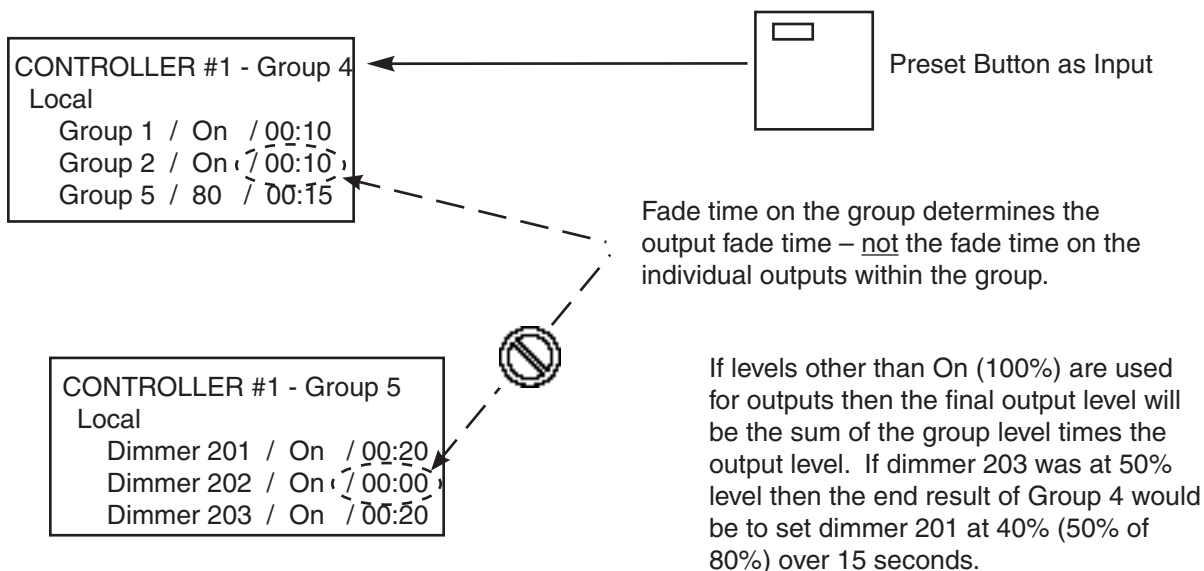 CONTROLLER #1 - Group 4
Local
Group 1 / On / 00:10
Group 2 / On / 00:10
Group 5 / 80 / 00:15
Preset Button as Input
Fade time on the group determines the
output fade time – not the fade time on the
individual outputs within the group.
CONTROLLER #1 - Group 5
Local
Dimmer 201 / On / 00:20
Dimmer 202 / On / 00:00
Dimmer 203 / On / 00:20
If levels other than On (100%) are used
for outputs then the final output level will
be the sum of the group level times the
output level. If dimmer 203 was at 50%
level then the end result of Group 4 would
be to set dimmer 201 at 40% (50% of
80%) over 15 seconds.